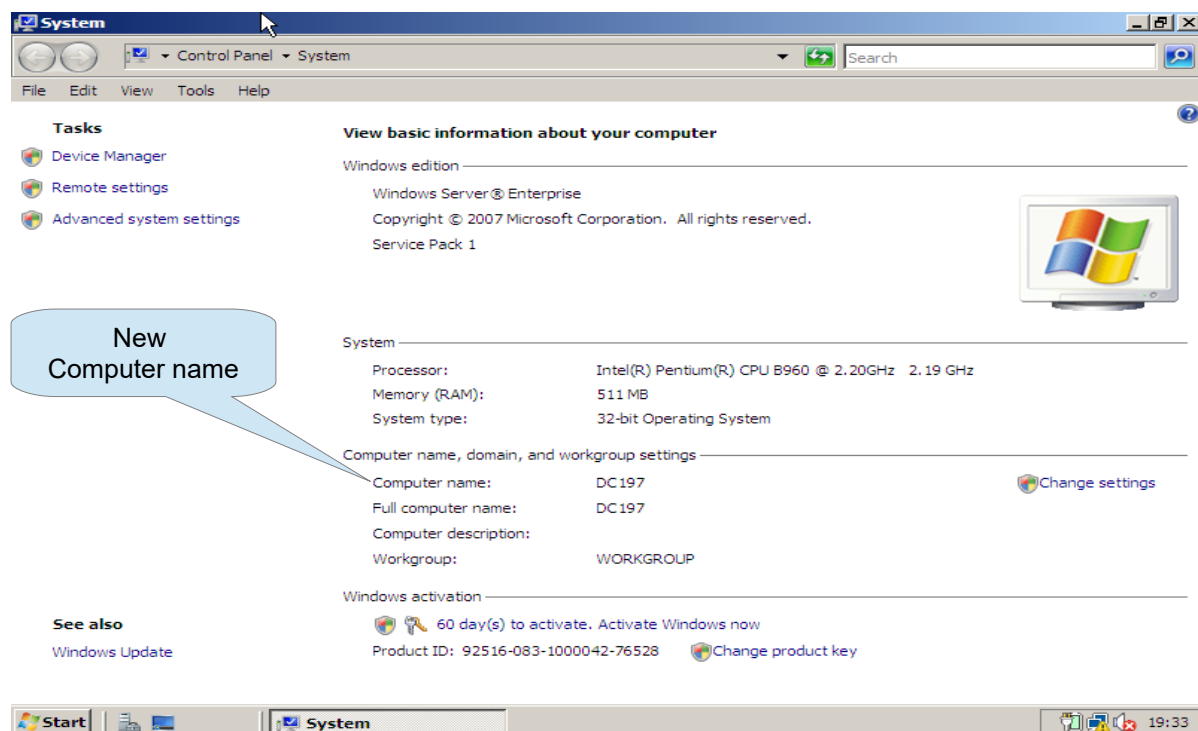 System
Control Panel System
Search
File Edit View Tools Help
Tasks
Device Manager
Remote settings
Advanced system settings
View basic information about your computer
Windows edition
Windows Server® Enterprise
Copyright © 2007 Microsoft Corporation. All rights reserved.
Service Pack 1
New
Computer name
System
Processor: Intel(R) Pentium(R) CPU B960 @ 2.20GHz 2.19 GHz
Memory (RAM): 511 MB
System type: 32-bit Operating System
Computer name, domain, and workgroup settings
Computer name: DC197 Change settings
Full computer name: DC197
Computer description:
Workgroup: WORKGROUP
Windows activation
60 day(s) to activate. Activate Windows now
Product ID: 92516-083-1000042-76528 Change product key
See also
Windows Update
Start System 19:33